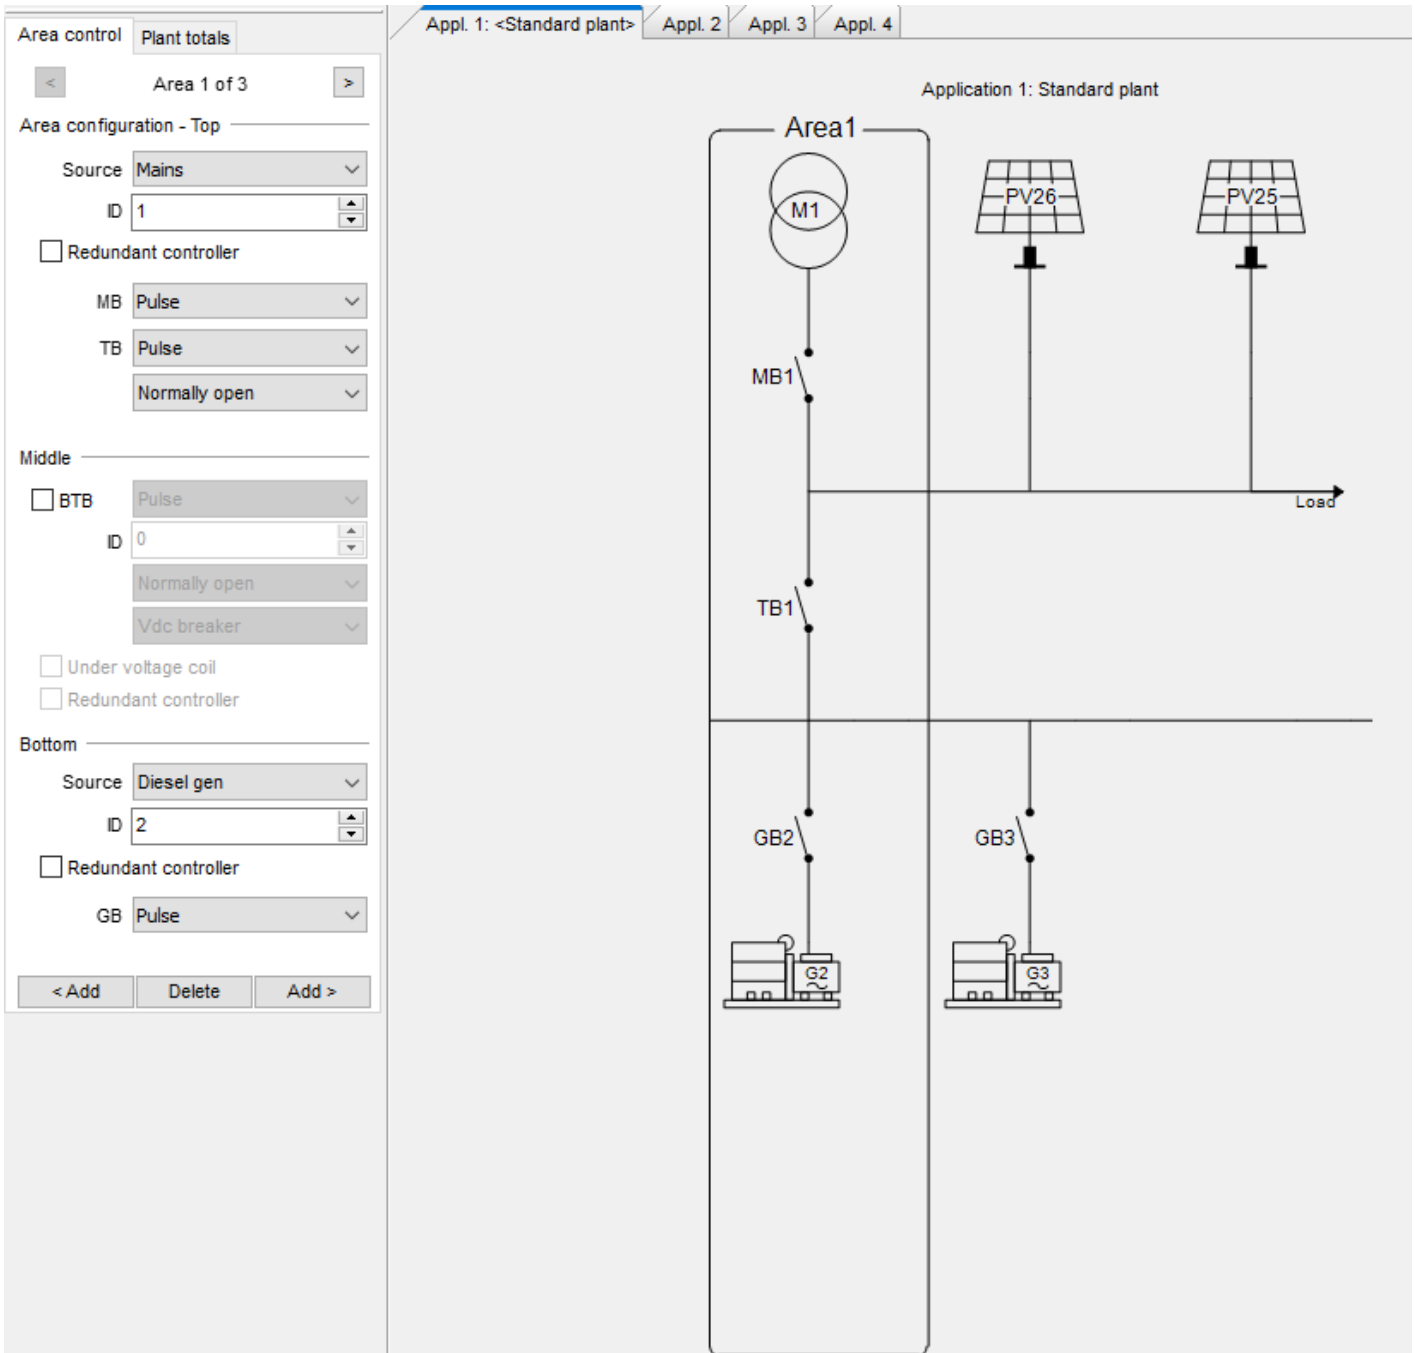 Area control
Plant totals
<
Area 1 of 3
>
Area configuration - Top
Source
Mains
ID
1
Redundant controller
MB
Pulse
TB
Pulse
Normally open
Middle
BTB
Pulse
ID
0
Normally open
Vdc breaker
Under voltage coil
Redundant controller
Bottom
Source
Diesel gen
ID
2
Redundant controller
GB
Pulse
< Add
Delete
Add >
Appl. 1: <Standard plant>
Appl. 2
Appl. 3
Appl. 4
Application 1: Standard plant
Area1
M1
PV26
PV25
MB1
Load
TB1
GB2
GB3
G2
G3